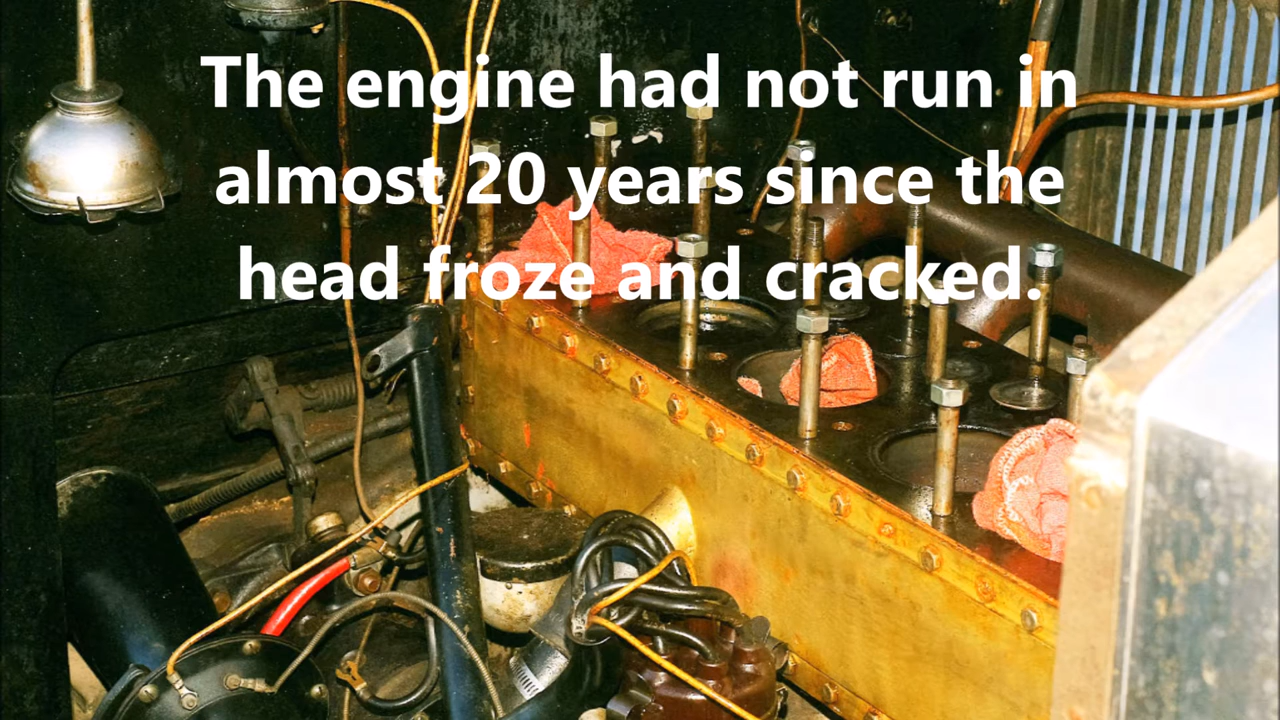 The engine had not run in
almost 20 years since the
head froze and cracked.